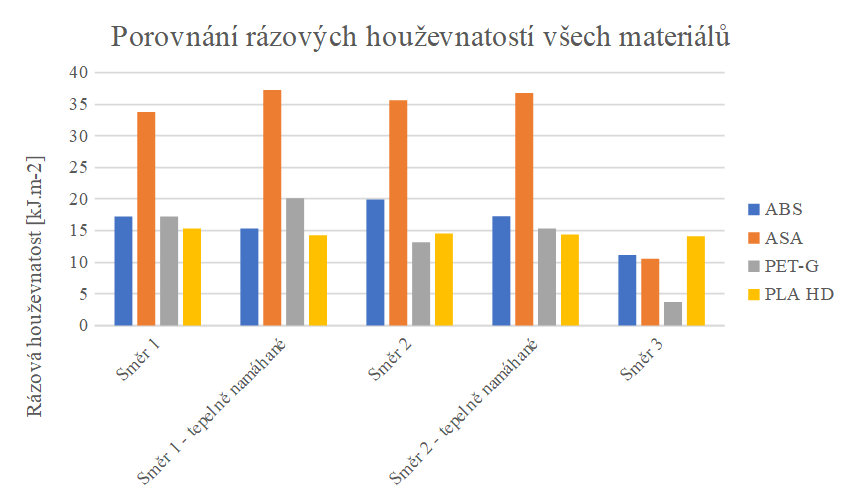 Porovnání rázových houževnatostí všech materiálů
Rázová houževnatost [kJ.m-2]
40
35
30
25
20
15
10
5
0
Směr 1
Směr 1 - tepelně namáhané
Směr 2
Směr 2 - tepelně namáhané
Směr 3
ABS
ASA
PET-G
PLA HD